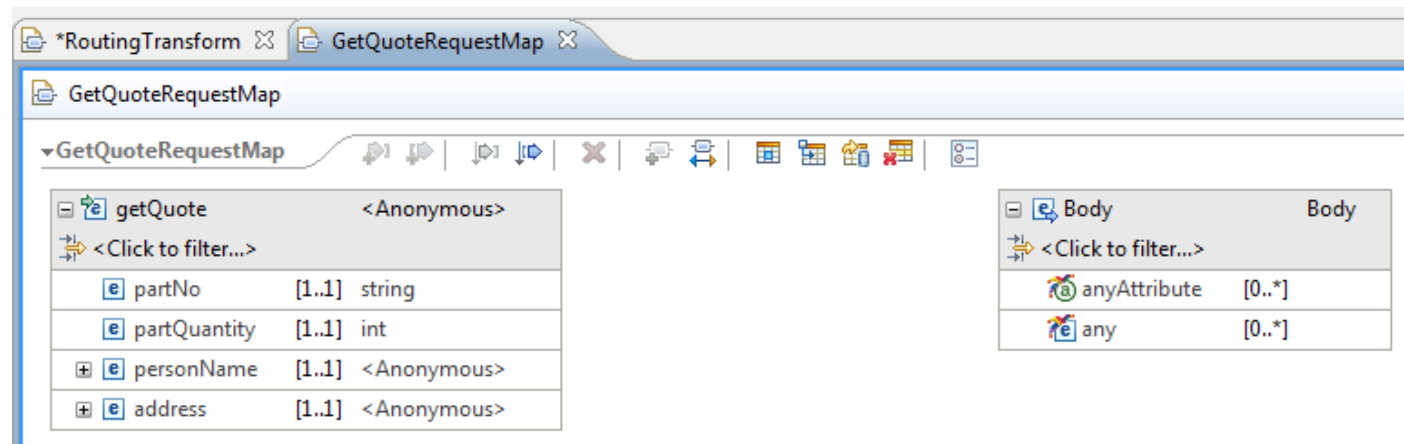 *RoutingTransform GetQuoteRequestMap
GetQuoteRequestMap
GetQuoteRequestMap
getQuote <Anonymous>
<Click to filter...>
partNo [1..1] string
partQuantity [1..1] int
personName [1..1] <Anonymous>
address [1..1] <Anonymous>
Body Body
<Click to filter...>
anyAttribute [0..*]
any [0..*]